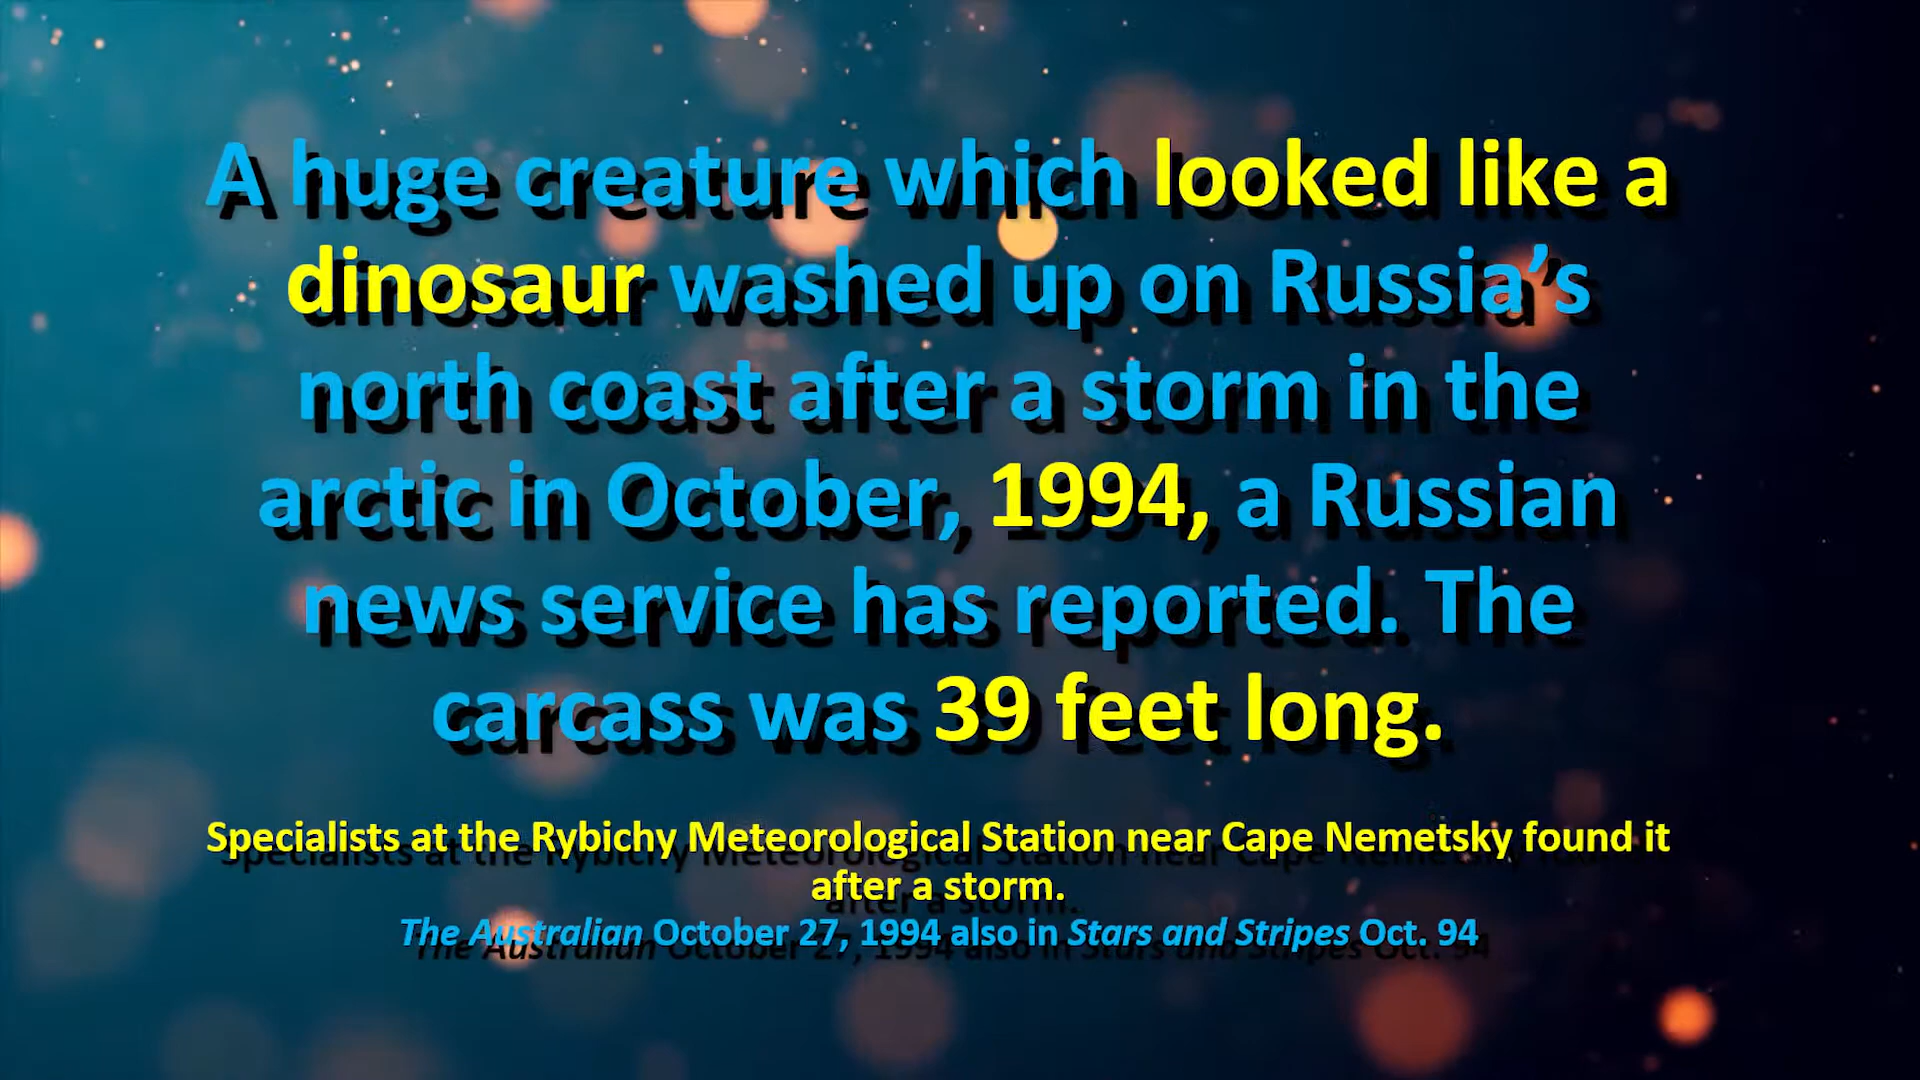 A huge creature which looked like a
dinosaur washed up on Russia’s
north coast after a storm in the
arctic in October, 1994, a Russian
news service has reported. The
carcass was 39 feet long.
Specialists at the Rybichy Meteorological Station near Cape Nemetsky found it
after a storm.
The Australian October 27, 1994 also in Stars and Stripes Oct. 94